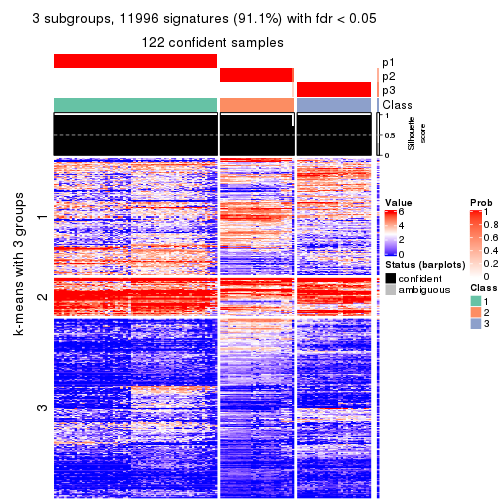 3 subgroups, 11996 signatures (91.1%) with fdr < 0.05
122 confident samples
p1
p2
p3
Class
1
0.5
0
Silhouette
score
k-means with 3 groups
1
2
3
Value
6
4
2
0
Status (barplots)
confident
ambiguous
Prob
1
0.8
0.6
0.4
0.2
0
Class
1
2
3